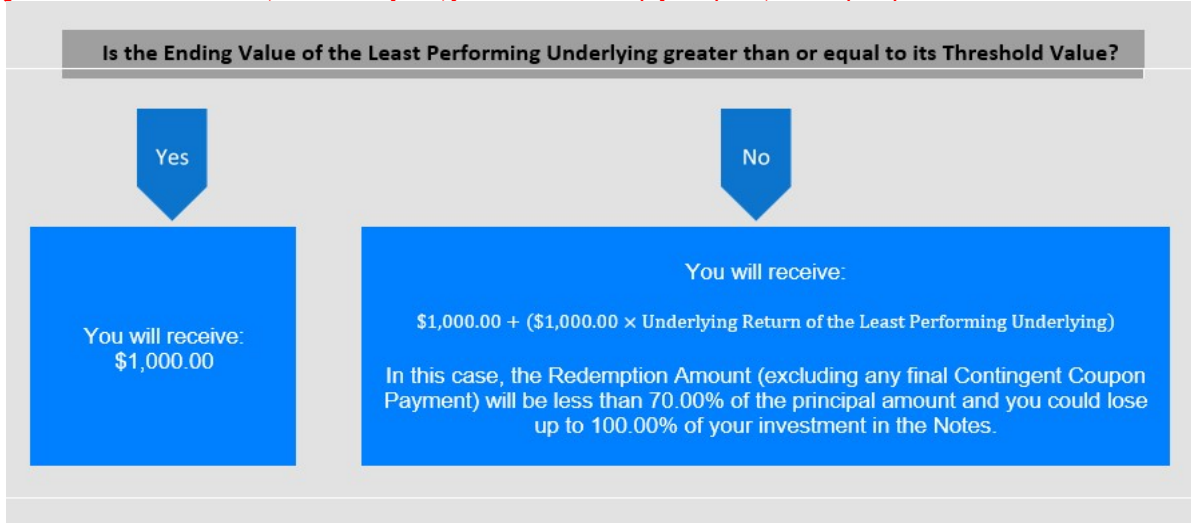 Is the Ending Value of the Least Performing Underlying greater than or equal to its Threshold Value?
Yes
No
You will receive:
$1,000.00
You will receive:
$1,000.00 + ($1,000.00 × Underlying Return of the Least Performing Underlying)
In this case, the Redemption Amount (excluding any final Contingent Coupon
Payment) will be less than 70.00% of the principal amount and you could lose
up to 100.00% of your investment in the Notes.